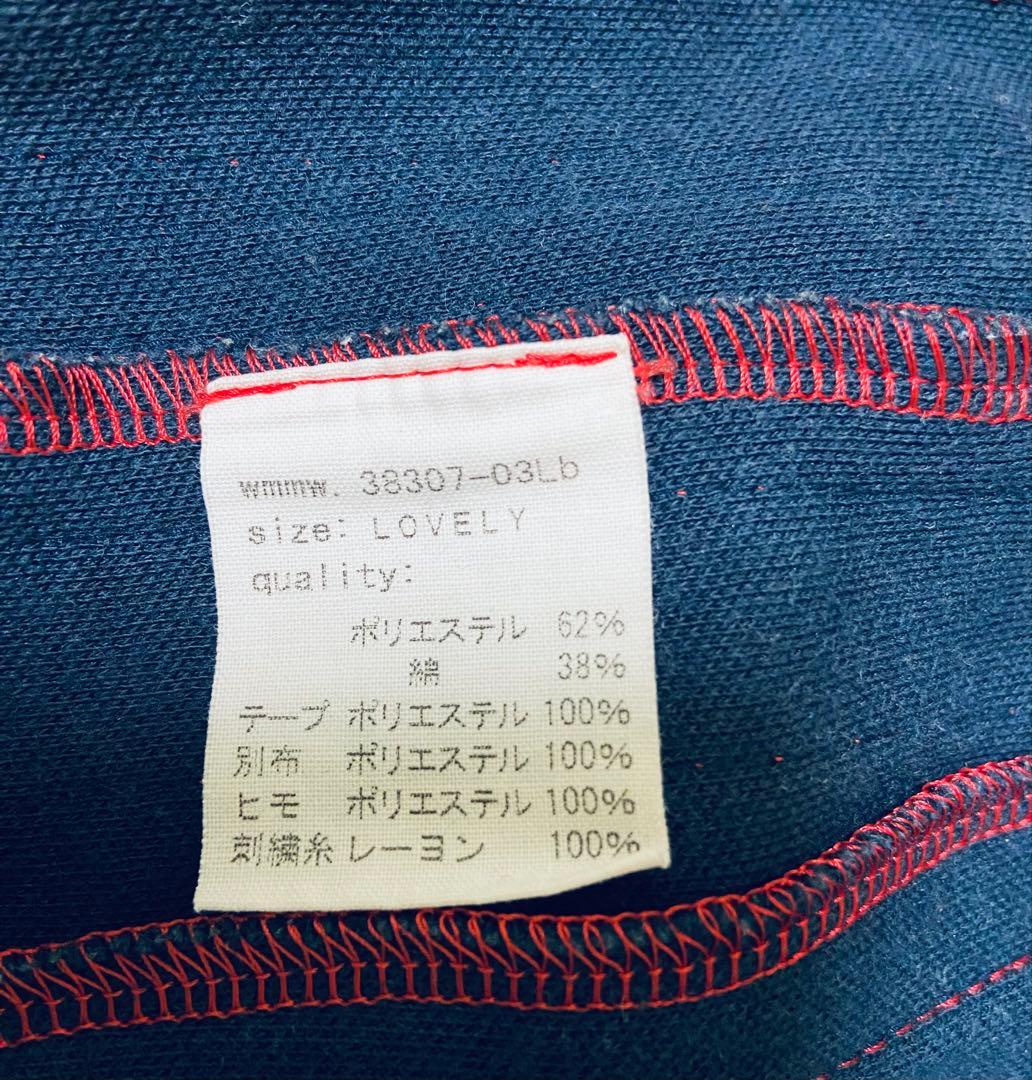 wmmw. 38307-03Lb
size: LOVELY
quality:
ポリエステル 62%
綿 38%
テープ ポリエステル 100%
別布 ポリエステル 100%
ヒモ ポリエステル 100%
刺繍糸 レーヨン 100%